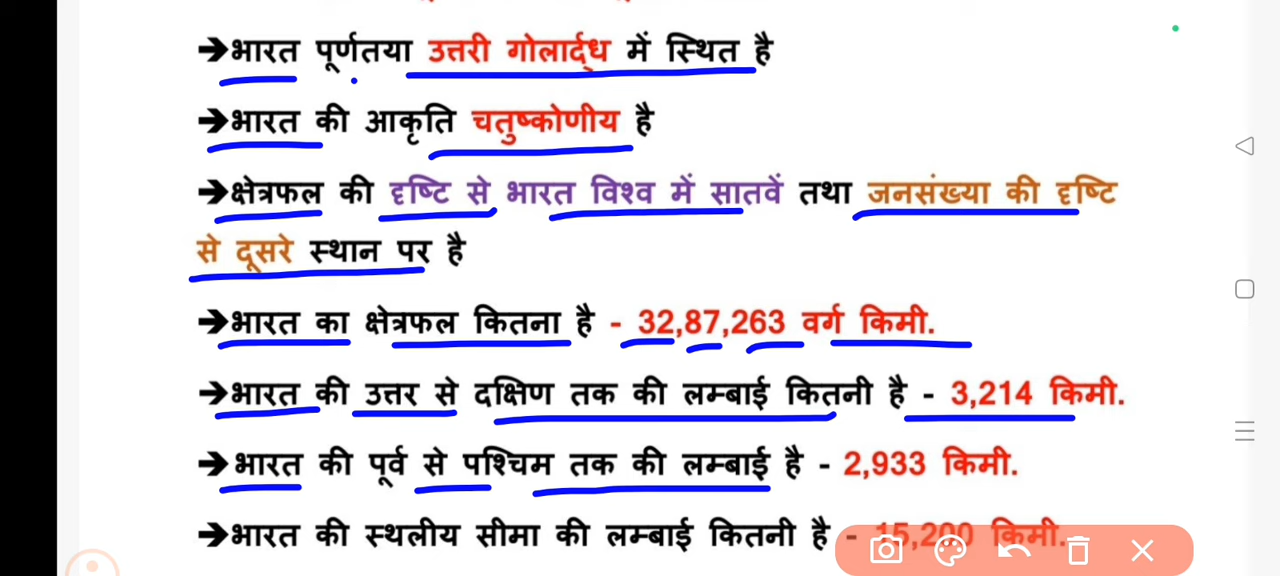 ➔भारत पूर्णतया उत्तरी गोलार्द्ध में स्थित है
➔भारत की आकृति चतुष्कोणीय है
➔क्षेत्रफल की दृष्टि से भारत विश्व में सातवें तथा जनसंख्या की दृष्टि
से दूसरे स्थान पर है
➔भारत का क्षेत्रफल कितना है - 32,87,263 वर्ग किमी.
➔भारत की उत्तर से दक्षिण तक की लम्बाई कितनी है - 3,214 किमी.
➔भारत की पूर्व से पश्चिम तक की लम्बाई है - 2,933 किमी.
➔भारत की स्थलीय सीमा की लम्बाई कितनी है - 15,200 किमी.